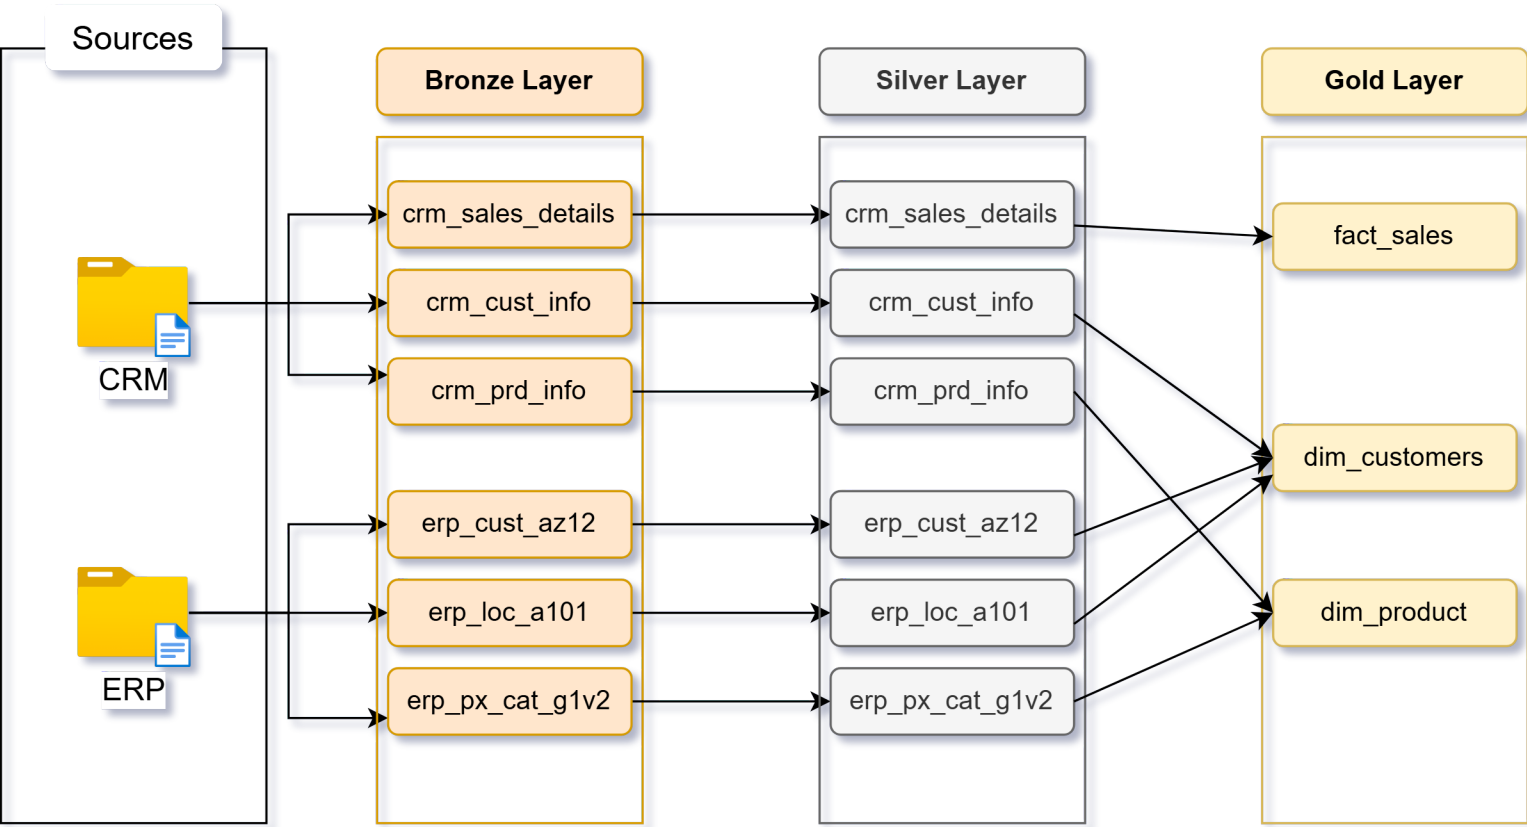 Sources
CRM
ERP
Bronze Layer
crm_sales_details
crm_cust_info
crm_prd_info
erp_cust_az12
erp_loc_a101
erp_px_cat_g1v2
Silver Layer
crm_sales_details
crm_cust_info
crm_prd_info
erp_cust_az12
erp_loc_a101
erp_px_cat_g1v2
Gold Layer
fact_sales
dim_customers
dim_product